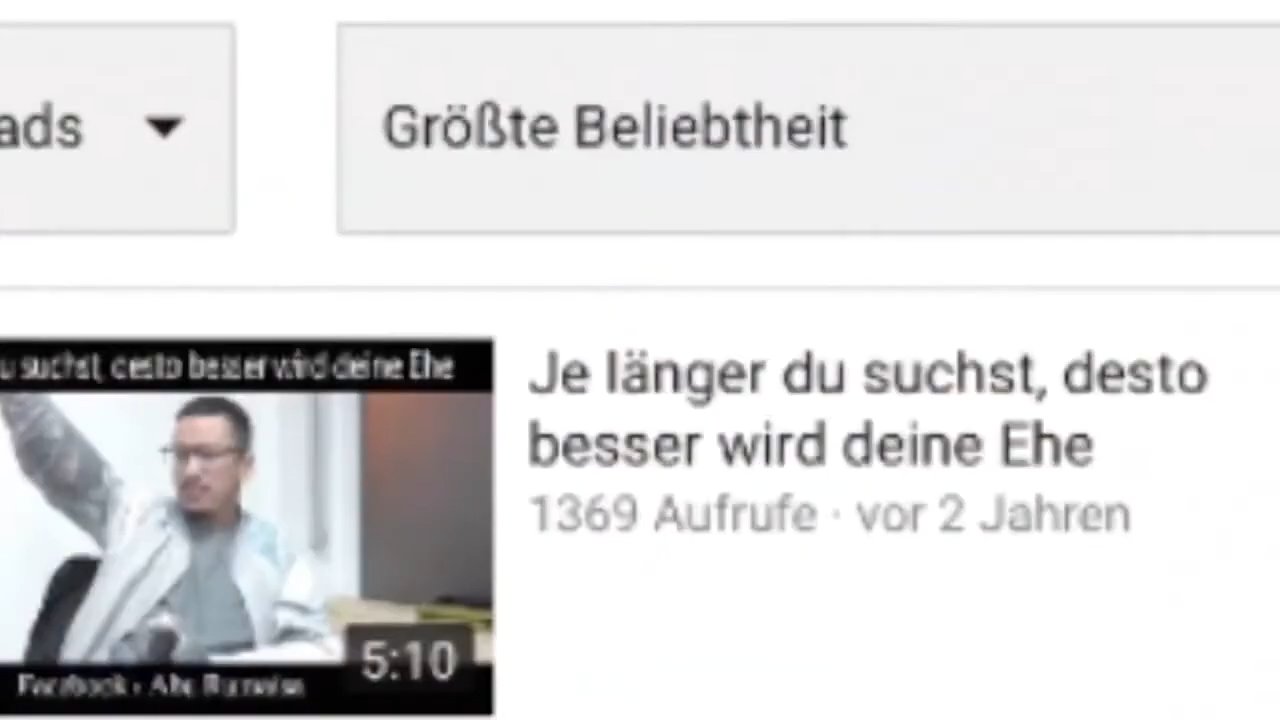 ads
Größte Beliebtheit
u suchst, desto besser wird deine Ehe
Je länger du suchst, desto
besser wird deine Ehe
1369 Aufrufe · vor 2 Jahren
5:10
Facebook